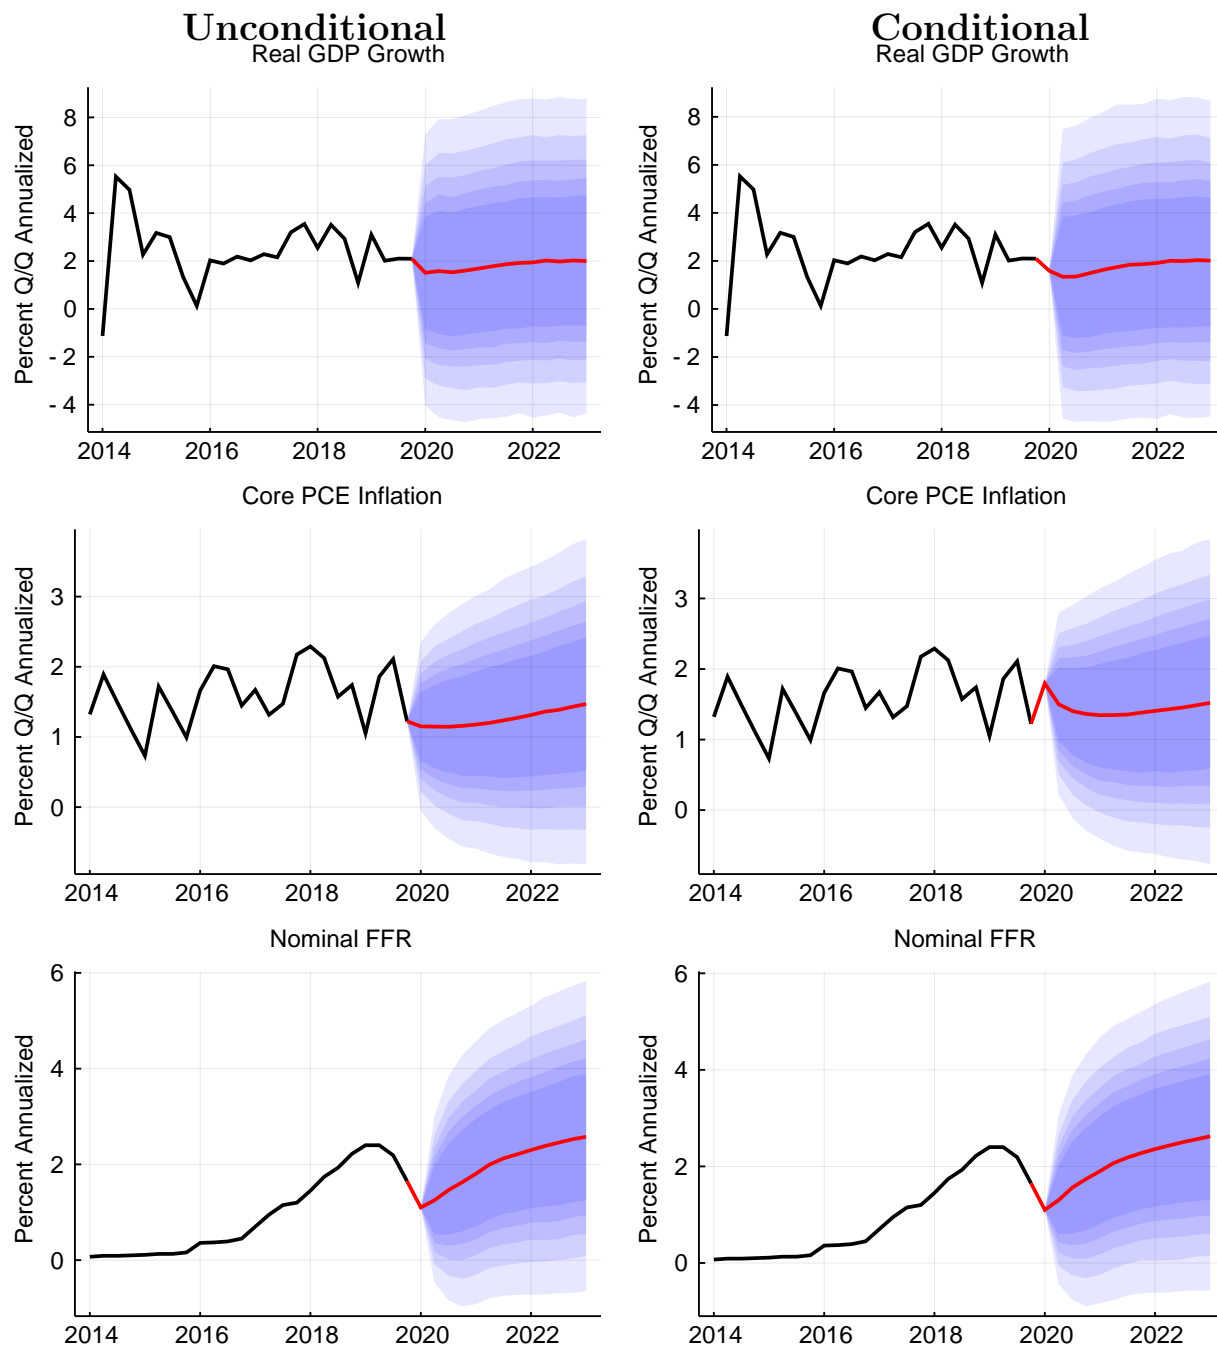 Unconditional
Real GDP Growth
Percent Q/Q Annualized
8
6
4
2
0
- 2
- 4
2014 2016 2018 2020 2022
Conditional
Real GDP Growth
Percent Q/Q Annualized
8
6
4
2
0
- 2
- 4
2014 2016 2018 2020 2022
Core PCE Inflation
Percent Q/Q Annualized
3
2
1
0
2014 2016 2018 2020 2022
Core PCE Inflation
Percent Q/Q Annualized
3
2
1
0
2014 2016 2018 2020 2022
Nominal FFR
Percent Annualized
6
4
2
0
2014 2016 2018 2020 2022
Nominal FFR
Percent Annualized
6
4
2
0
2014 2016 2018 2020 2022